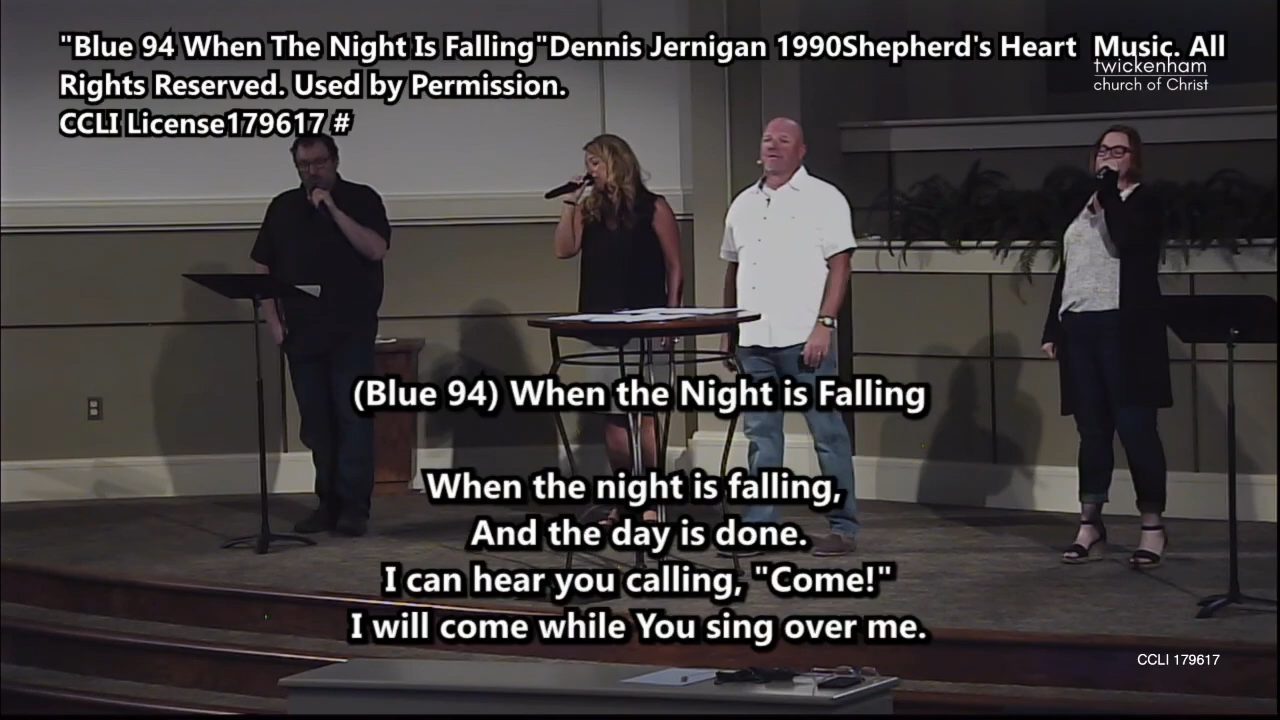 "Blue 94 When The Night Is Falling"Dennis Jernigan 1990Shepherd's Heart  Music. All
Rights Reserved. Used by Permission.
CCLI License179617 #
twickenham
church of Christ
(Blue 94) When the Night is Falling
When the night is falling,
And the day is done.
I can hear you calling, "Come!"
I will come while You sing over me.
CCLI 179617